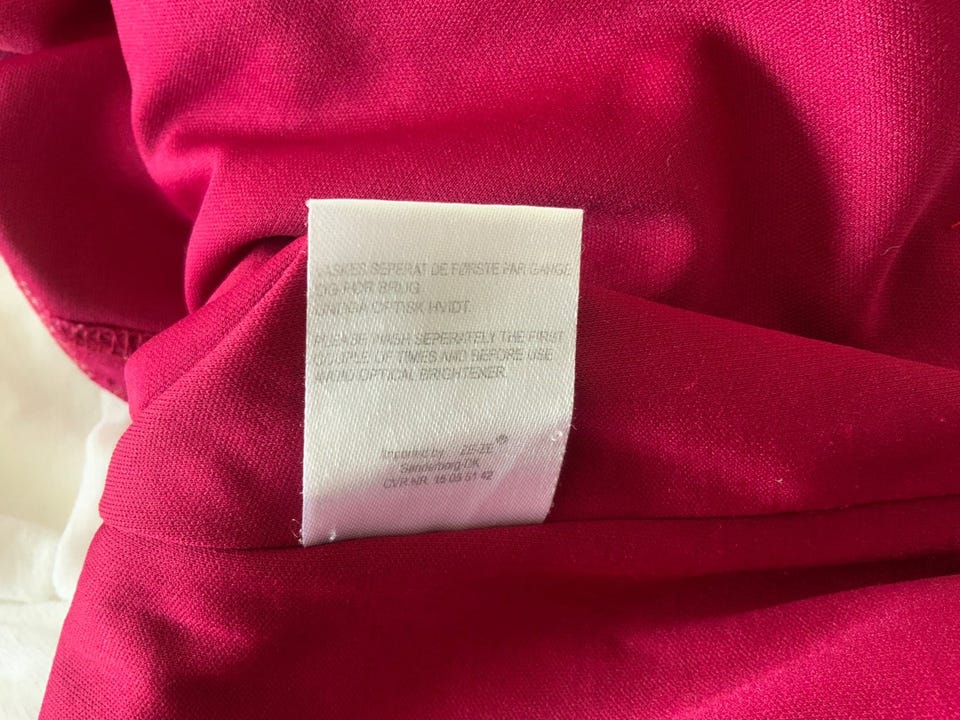 VASKES SEPERAT DE FØRSTE PAR GANGE
OG FØR BRUG.
UNDGÅ OPTISK HVIDT.
PLEASE WASH SEPERATELY THE FIRST
COUPLE OF TIMES AND BEFORE USE
AVOID OPTICAL BRIGHTENER.
Imported by ZE-ZE®
Sønderborg-DK
CVR NR. 15 05 51 42